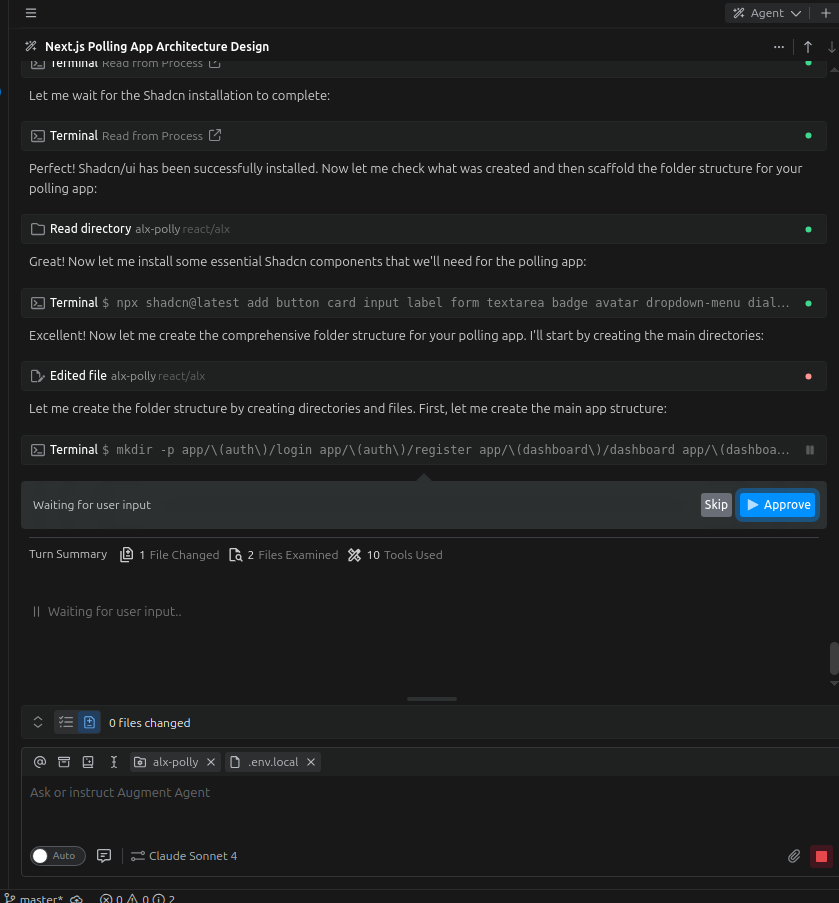 Agent
Next.js Polling App Architecture Design
Terminal Read from Process
Let me wait for the Shadcn installation to complete:
Terminal Read from Process
Perfect! Shadcn/ui has been successfully installed. Now let me check what was created and then scaffold the folder structure for your
polling app:
Read directory alx-polly react/alx
Great! Now let me install some essential Shadcn components that we'll need for the polling app:
Terminal $ npx shadcn@latest add button card input label form textarea badge avatar dropdown-menu dial...
Excellent! Now let me create the comprehensive folder structure for your polling app. I'll start by creating the main directories:
Edited file alx-polly react/alx
Let me create the folder structure by creating directories and files. First, let me create the main app structure:
Terminal $ mkdir -p app/\(auth\)/login app/\(auth\)/register app/\(dashboard\)/dashboard app/\(dashboa...
Waiting for user input Skip Approve
Turn Summary 1 File Changed 2 Files Examined 10 Tools Used
Waiting for user input..
0 files changed
alx-polly .env.local
Ask or instruct Augment Agent
Auto Claude Sonnet 4
master* 0 0 2